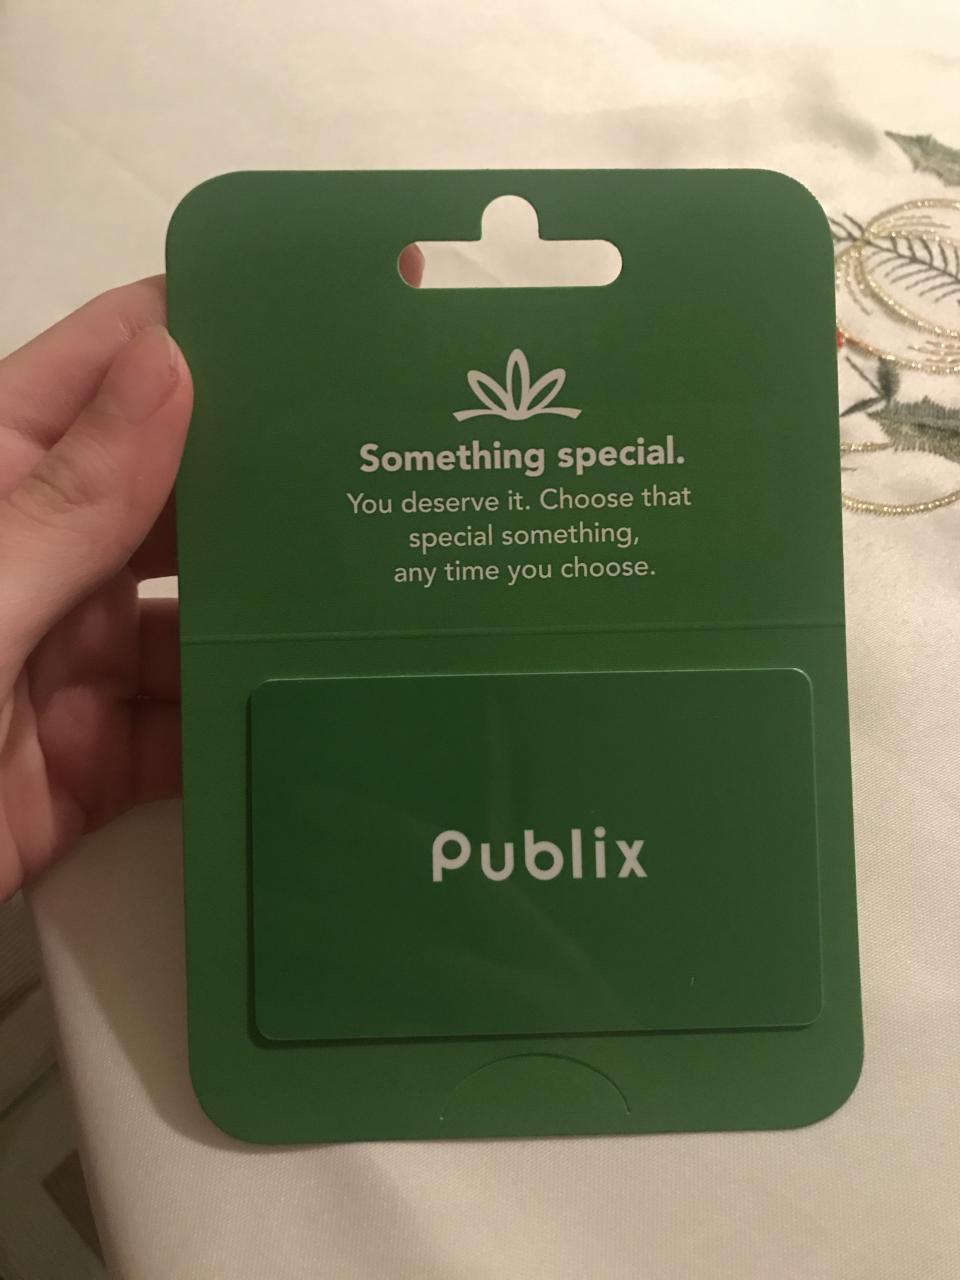 Something special.
You deserve it. Choose that
special something,
any time you choose.
Publix